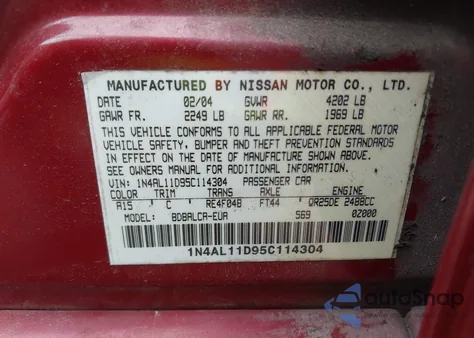 MANUFACTURED BY NISSAN MOTOR CO., LTD.
DATE 02/04 GVWR 4202 LB
GAWR FR. 2249 LB GAWR RR. 1969 LB
THIS VEHICLE CONFORMS TO ALL APPLICABLE FEDERAL MOTOR
VEHICLE SAFETY, BUMPER AND THEFT PREVENTION STANDARDS
IN EFFECT ON THE DATE OF MANUFACTURE SHOWN ABOVE.
SEE OWNERS MANUAL FOR ADDITIONAL INFORMATION.
VIN: 1N4AL11D95C114304 PASSENGER CAR
COLOR TRIM TRANS AXLE ENGINE
A15 C RE4F04B FT44 QR25DE 2488CC
MODEL BDBALCA-EUA 569 0Z000
1N4AL11D95C114304
autoSnap